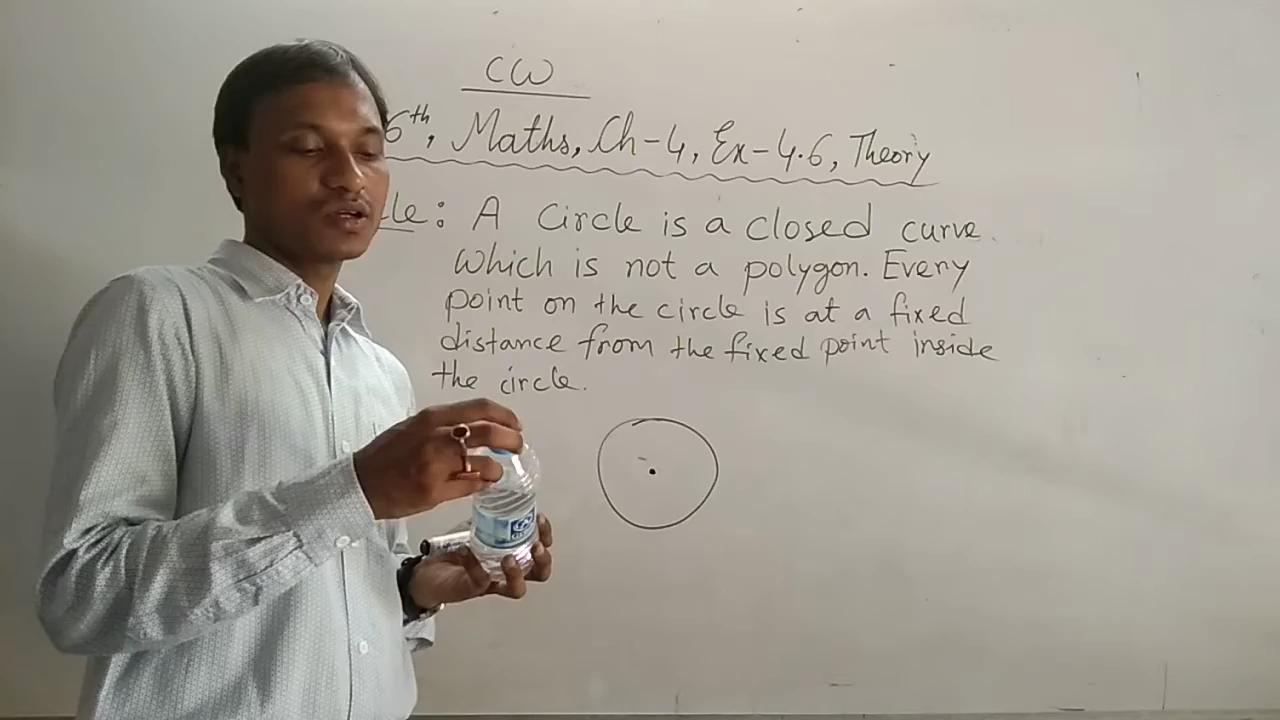 CW
6th, Maths, Ch-4, Ex-4.6, Theory
cle: A Circle is a closed curve.
Which is not a polygon. Every
point on the circle is at a fixed
distance from the fixed point inside
the circle.